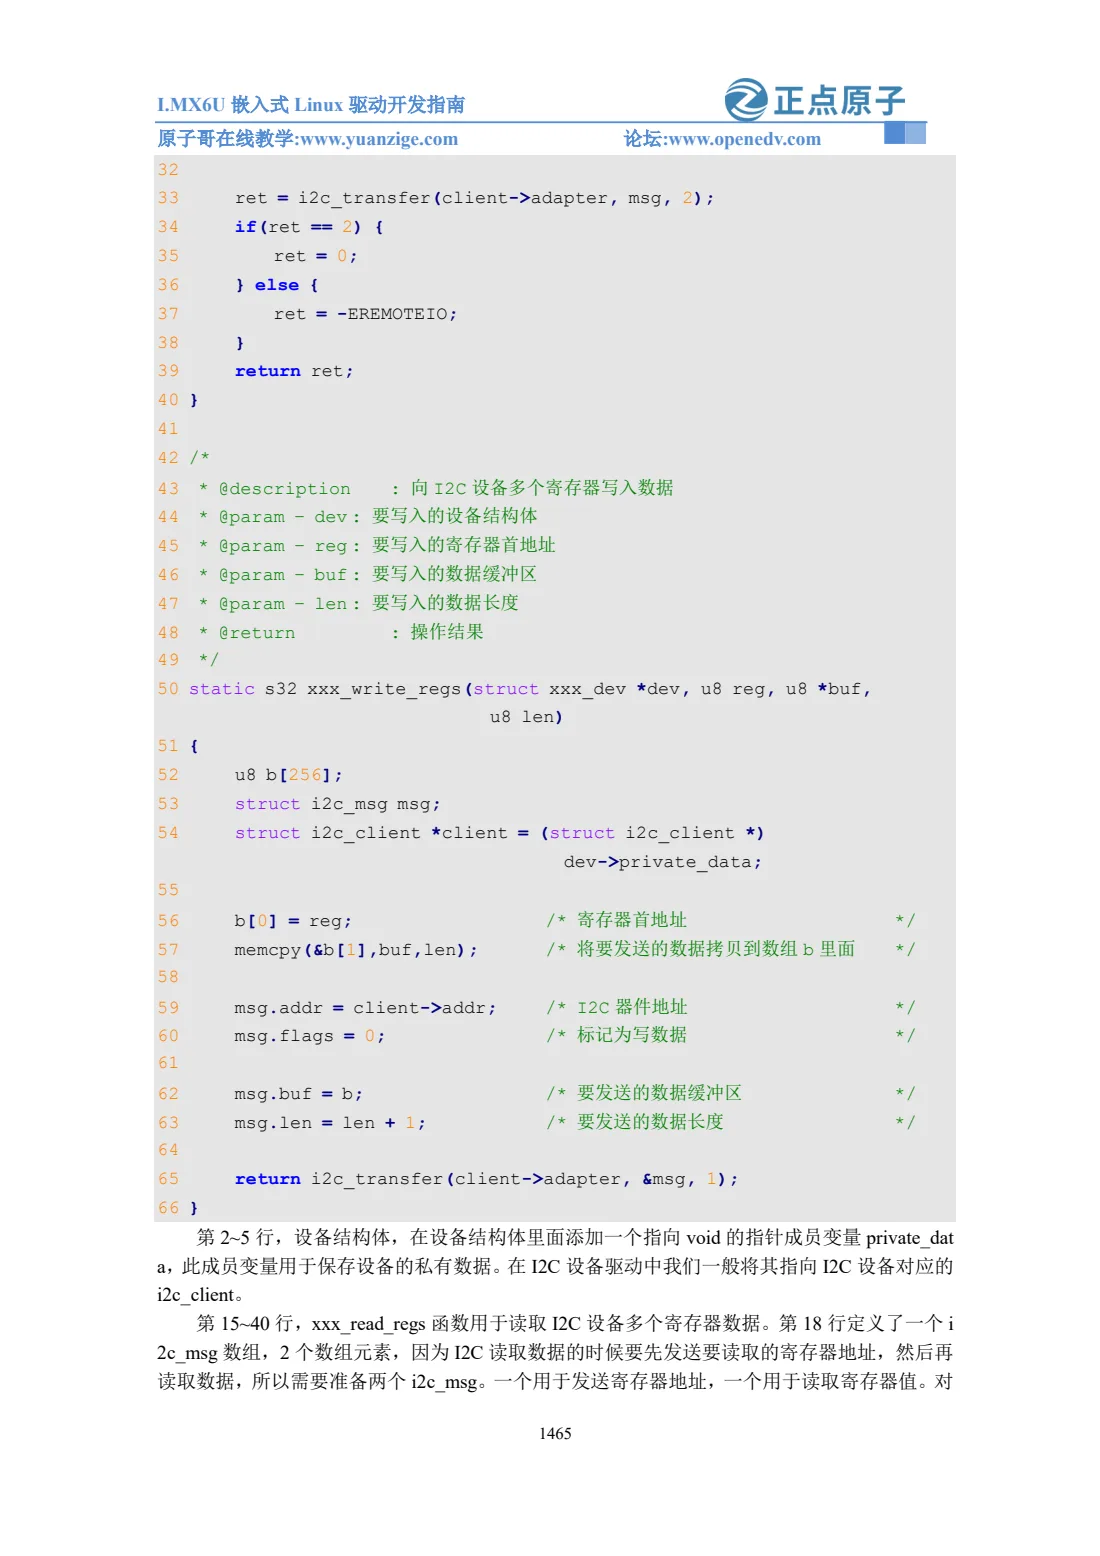 I.MX6U 嵌入式 Linux 驱动开发指南
正点原子
原子哥在线教学:www.yuanzige.com 论坛:www.openedv.com
32
33 ret = i2c_transfer(client->adapter, msg, 2);
34 if(ret == 2) {
35 ret = 0;
36 } else {
37 ret = -EREMOTEIO;
38 }
39 return ret;
40 }
41
42 /*
43 * @description : 向 I2C 设备多个寄存器写入数据
44 * @param – dev : 要写入的设备结构体
45 * @param – reg : 要写入的寄存器首地址
46 * @param – buf : 要写入的数据缓冲区
47 * @param – len : 要写入的数据长度
48 * @return : 操作结果
49 */
50 static s32 xxx_write_regs(struct xxx_dev *dev, u8 reg, u8 *buf,
u8 len)
51 {
52 u8 b[256];
53 struct i2c_msg msg;
54 struct i2c_client *client = (struct i2c_client *)
dev->private_data;
55
56 b[0] = reg; /* 寄存器首地址 */
57 memcpy(&b[1],buf,len); /* 将要发送的数据拷贝到数组 b 里面 */
58
59 msg.addr = client->addr; /* I2C 器件地址 */
60 msg.flags = 0; /* 标记为写数据 */
61
62 msg.buf = b; /* 要发送的数据缓冲区 */
63 msg.len = len + 1; /* 要发送的数据长度 */
64
65 return i2c_transfer(client->adapter, &msg, 1);
66 }
第 2~5 行，设备结构体，在设备结构体里面添加一个指向 void 的指针成员变量 private_dat
a，此成员变量用于保存设备的私有数据。在 I2C 设备驱动中我们一般将其指向 I2C 设备对应的
i2c_client。
第 15~40 行，xxx_read_regs 函数用于读取 I2C 设备多个寄存器数据。第 18 行定义了一个 i
2c_msg 数组，2 个数组元素，因为 I2C 读取数据的时候要先发送要读取的寄存器地址，然后再
读取数据，所以需要准备两个 i2c_msg。一个用于发送寄存器地址，一个用于读取寄存器值。对
1465